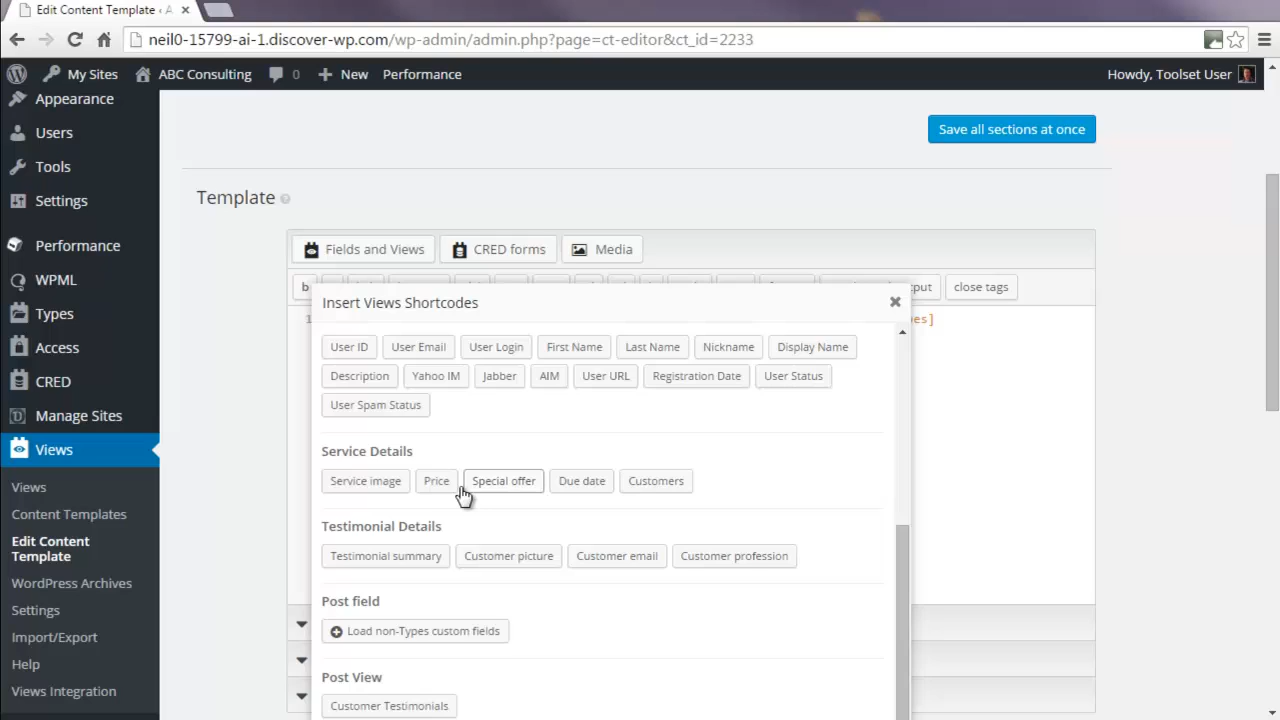 Edit Content Template ‹ A
neil0-15799-ai-1.discover-wp.com/wp-admin/admin.php?page=ct-editor&ct_id=2233
My Sites ABC Consulting 0 New Performance Howdy, Toolset User
Appearance
Users
Tools
Settings
Performance
WPML
Types
Access
CRED
Manage Sites
Views
Views
Content Templates
Edit Content
Template
WordPress Archives
Settings
Import/Export
Help
Views Integration
Save all sections at once
Template
Fields and Views CRED forms Media
b close tags
Insert Views Shortcodes
1
User ID User Email User Login First Name Last Name Nickname Display Name
Description Yahoo IM Jabber AIM User URL Registration Date User Status
User Spam Status
Service Details
Service image Price Special offer Due date Customers
Testimonial Details
Testimonial summary Customer picture Customer email Customer profession
Post field
Load non-Types custom fields
Post View
Customer Testimonials